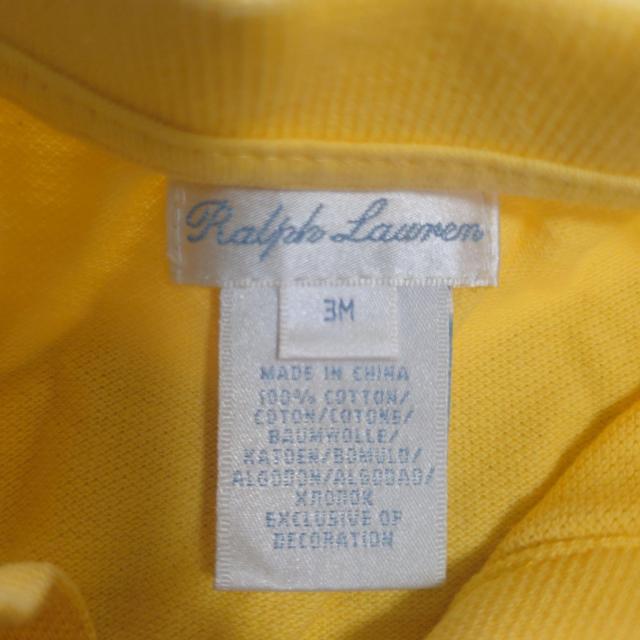 Ralph Lauren
3M
MADE IN CHINA
100% COTTON/
COTON/COTONE/
BAUMWOLLE/
KATOEN/BOMULD/
ALGODON/ALGODAO/
ХЛОПОК
EXCLUSIVE OF
DECORATION